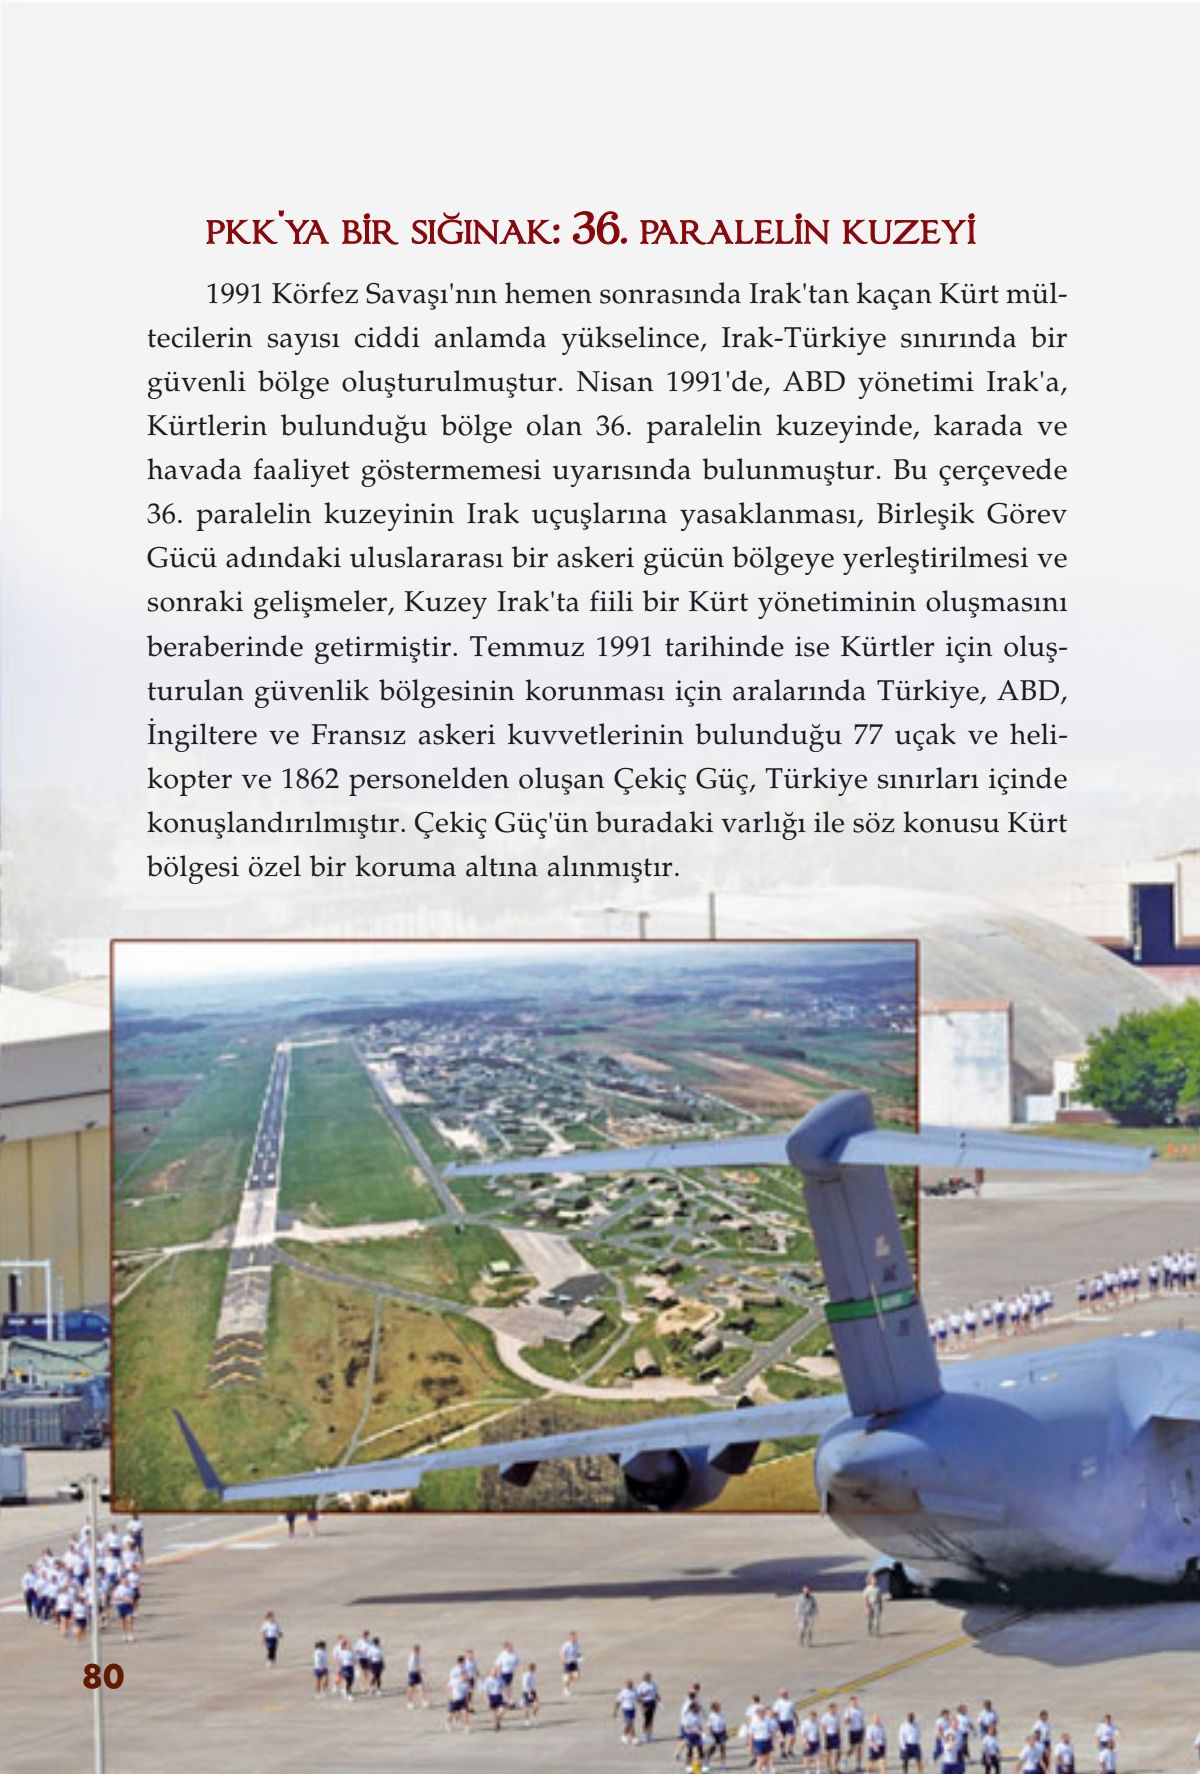 PKK'YA BİR SIĞINAK: 36. PARALELİN KUZEYİ
1991 Körfez Savaşı'nın hemen sonrasında Irak'tan kaçan Kürt mül-
tecilerin sayısı ciddi anlamda yükselince, Irak-Türkiye sınırında bir
güvenli bölge oluşturulmuştur. Nisan 1991'de, ABD yönetimi Irak'a,
Kürtlerin bulunduğu bölge olan 36. paralelin kuzeyinde, karada ve
havada faaliyet göstermemesi uyarısında bulunmuştur. Bu çerçevede
36. paralelin kuzeyinin Irak uçuşlarına yasaklanması, Birleşik Görev
Gücü adındaki uluslararası bir askeri gücün bölgeye yerleştirilmesi ve
sonraki gelişmeler, Kuzey Irak'ta fiili bir Kürt yönetiminin oluşmasını
beraberinde getirmiştir. Temmuz 1991 tarihinde ise Kürtler için oluş-
turulan güvenlik bölgesinin korunması için aralarında Türkiye, ABD,
İngiltere ve Fransız askeri kuvvetlerinin bulunduğu 77 uçak ve heli-
kopter ve 1862 personelden oluşan Çekiç Güç, Türkiye sınırları içinde
konuşlandırılmıştır. Çekiç Güç'ün buradaki varlığı ile söz konusu Kürt
bölgesi özel bir koruma altına alınmıştır.
80